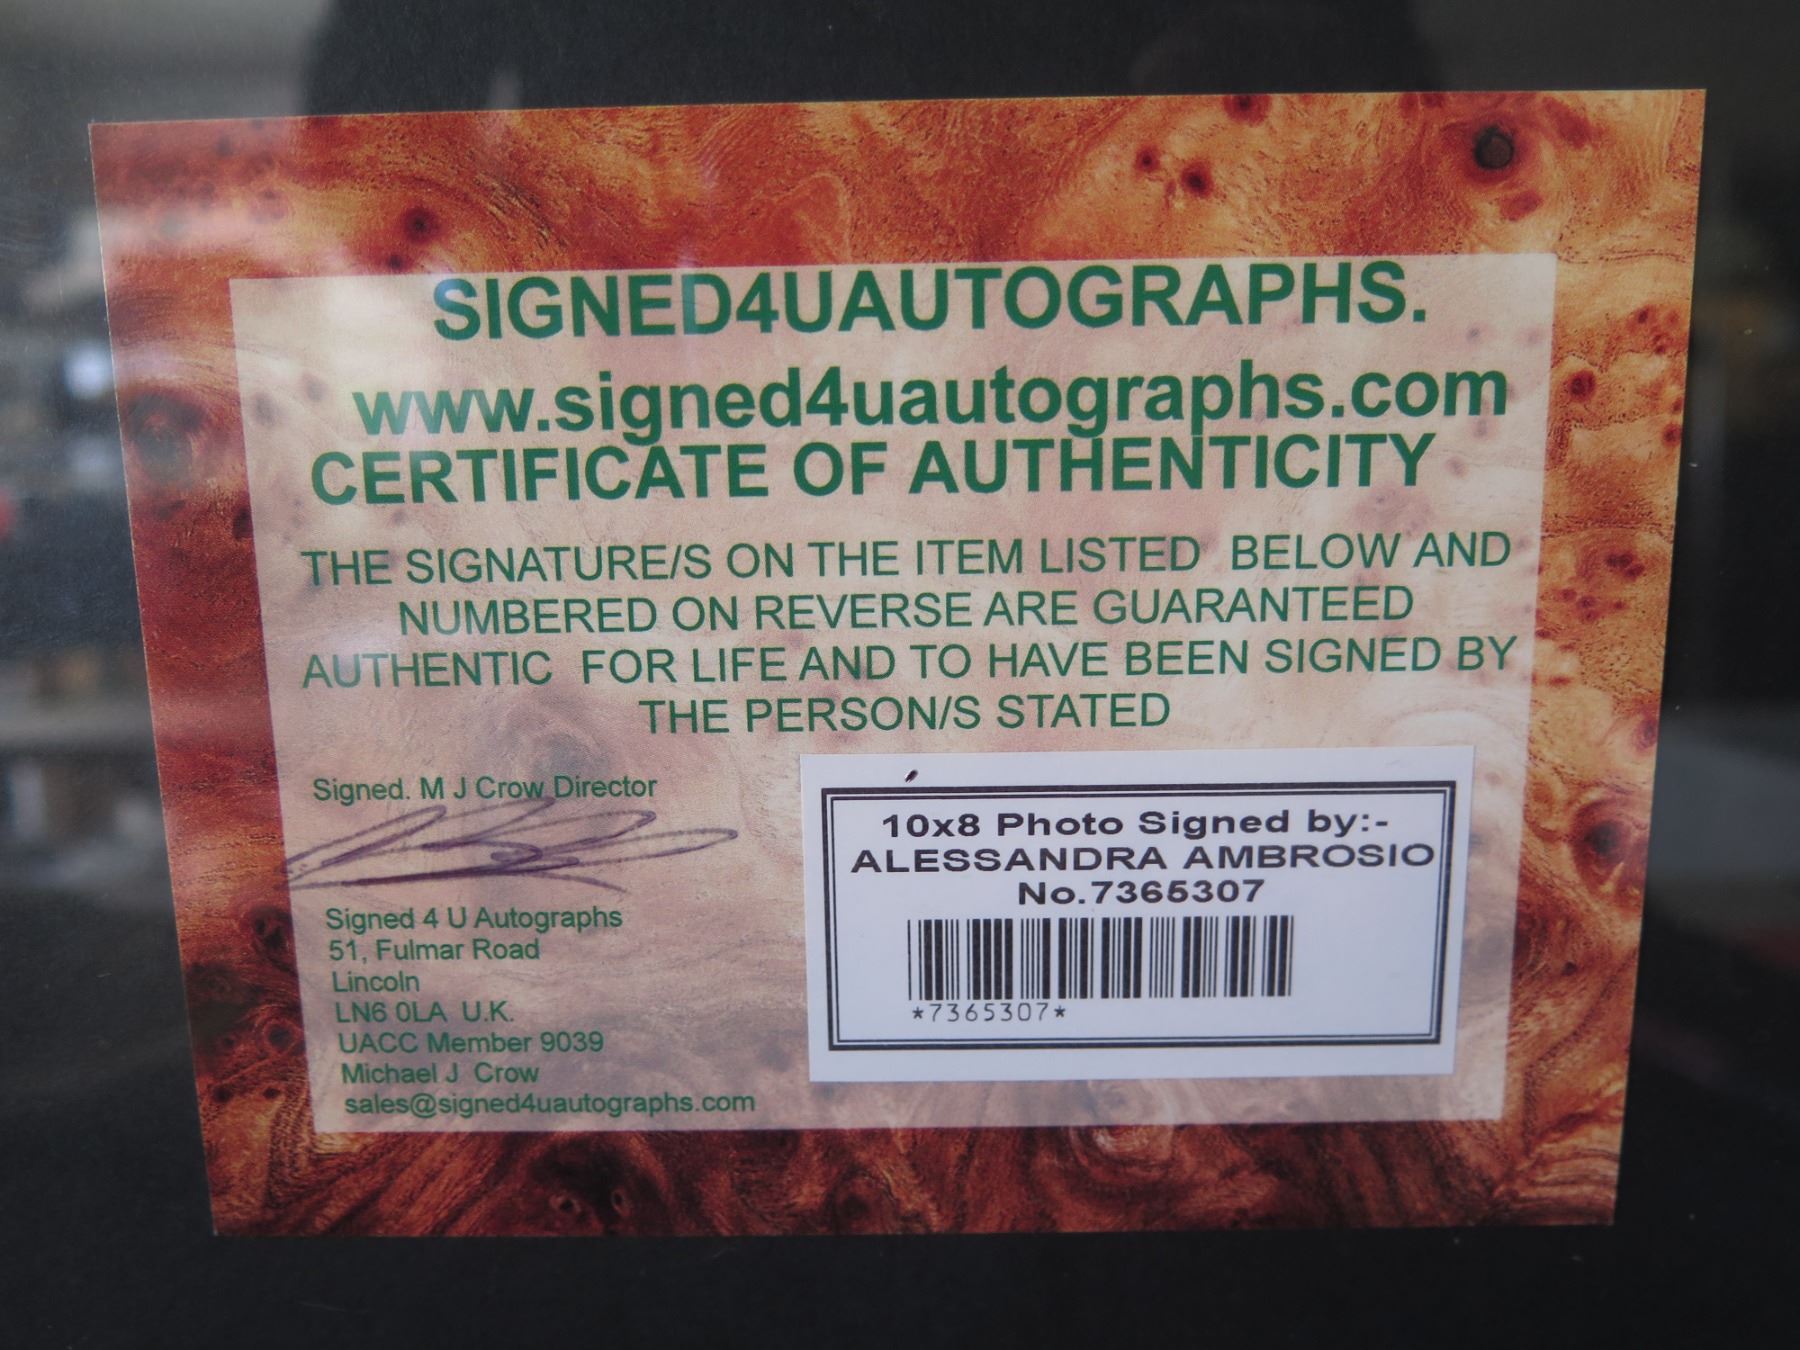 SIGNED4UAUTOGRAPHS.
www.signed4uautographs.com
CERTIFICATE OF AUTHENTICITY
THE SIGNATURE/S ON THE ITEM LISTED BELOW AND
NUMBERED ON REVERSE ARE GUARANTEED
AUTHENTIC FOR LIFE AND TO HAVE BEEN SIGNED BY
THE PERSON/S STATED
Signed. M J Crow Director
Signed 4 U Autographs
51, Fulmar Road
Lincoln
LN6 0LA U.K.
UACC Member 9039
Michael J Crow
sales@signed4uautographs.com
10x8 Photo Signed by:-
ALESSANDRA AMBROSIO
No.7365307
*7365307*